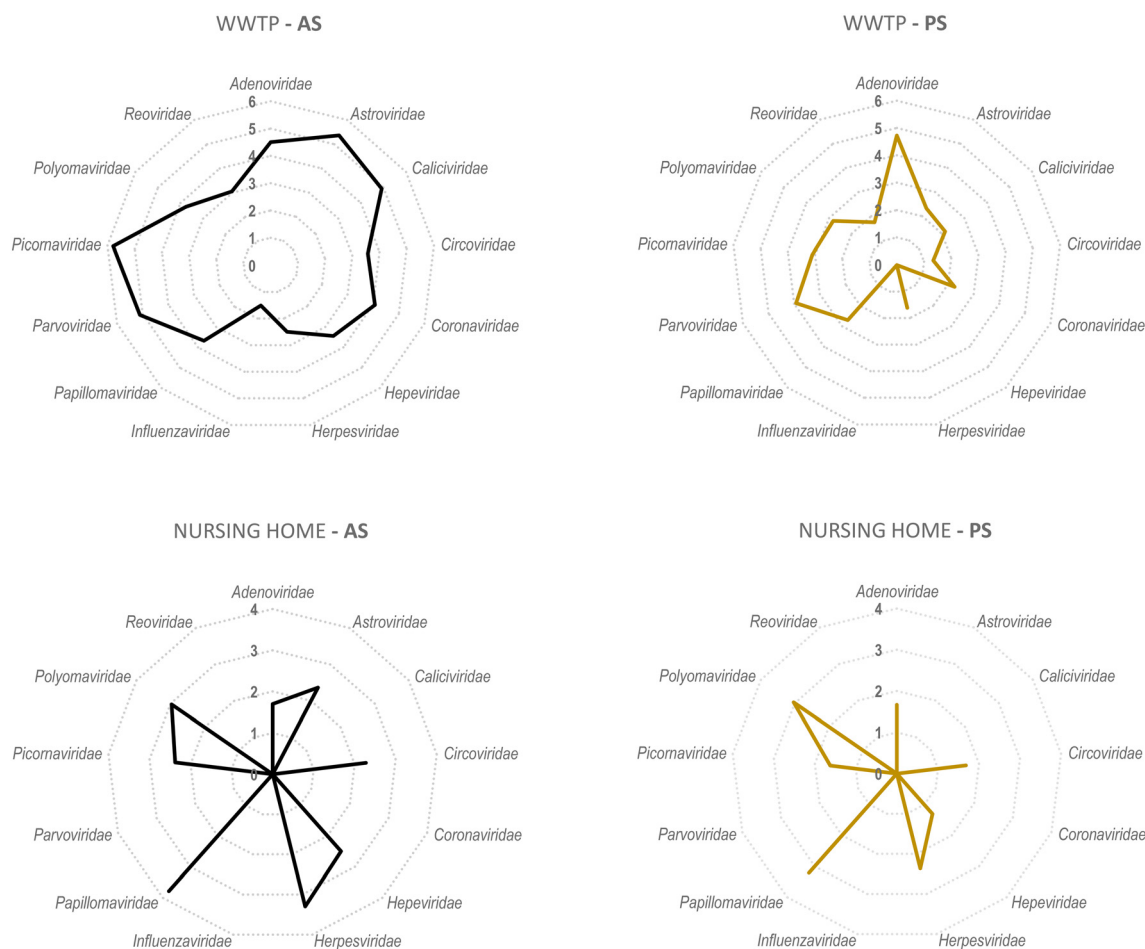 WWTP - AS
Adenoviridae
Astroviridae
Caliciviridae
Circoviridae
Coronaviridae
Hepeviridae
Herpesviridae
Influenzaviridae
Papillomaviridae
Parvoviridae
Picornaviridae
Polyomaviridae
Reoviridae
6
5
4
3
2
1
0
WWTP - PS
Adenoviridae
Astroviridae
Caliciviridae
Circoviridae
Coronaviridae
Hepeviridae
Herpesviridae
Influenzaviridae
Papillomaviridae
Parvoviridae
Picornaviridae
Polyomaviridae
Reoviridae
6
5
4
3
2
1
0
NURSING HOME - AS
Adenoviridae
Astroviridae
Caliciviridae
Circoviridae
Coronaviridae
Hepeviridae
Herpesviridae
Influenzaviridae
Papillomaviridae
Parvoviridae
Picornaviridae
Polyomaviridae
Reoviridae
4
3
2
1
0
NURSING HOME - PS
Adenoviridae
Astroviridae
Caliciviridae
Circoviridae
Coronaviridae
Hepeviridae
Herpesviridae
Influenzaviridae
Papillomaviridae
Parvoviridae
Picornaviridae
Polyomaviridae
Reoviridae
4
3
2
1
0